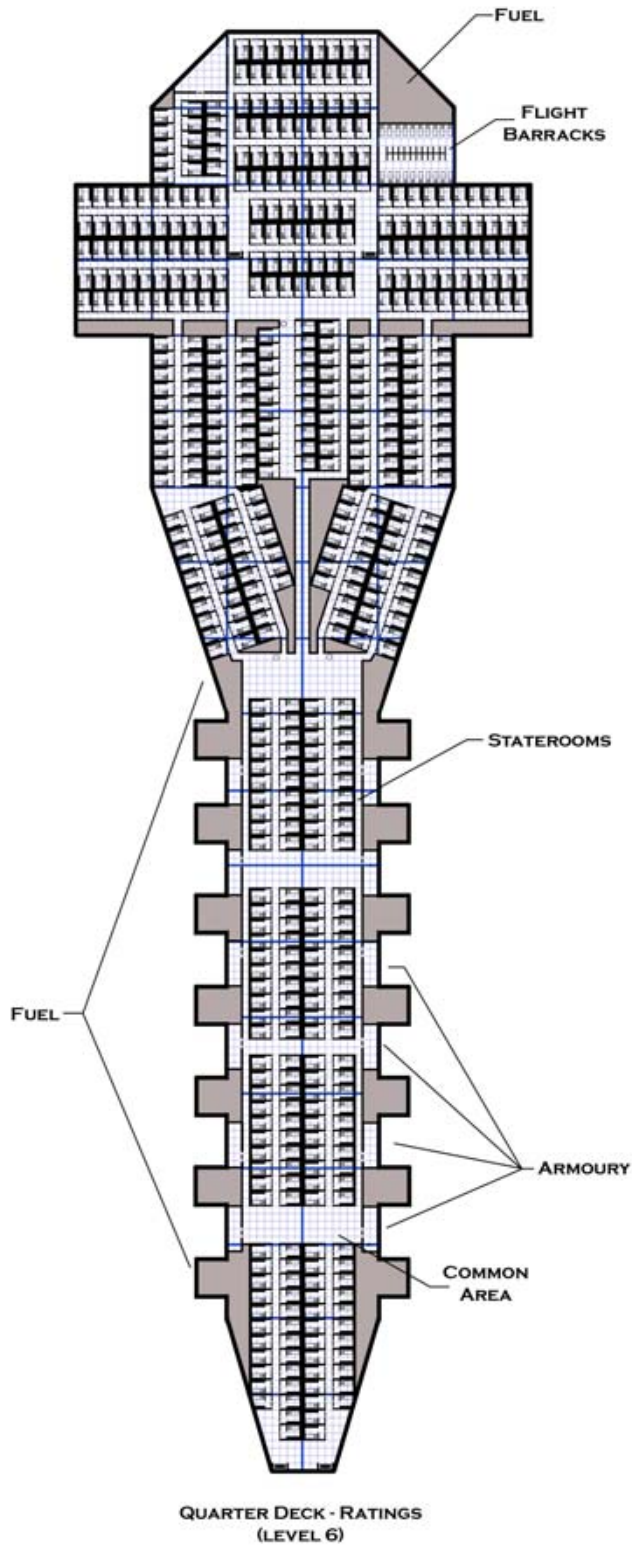 FUEL
FLIGHT
BARRACKS
STATEROOMS
FUEL
ARMOURY
COMMON
AREA
QUARTER DECK - RATINGS
(LEVEL 6)